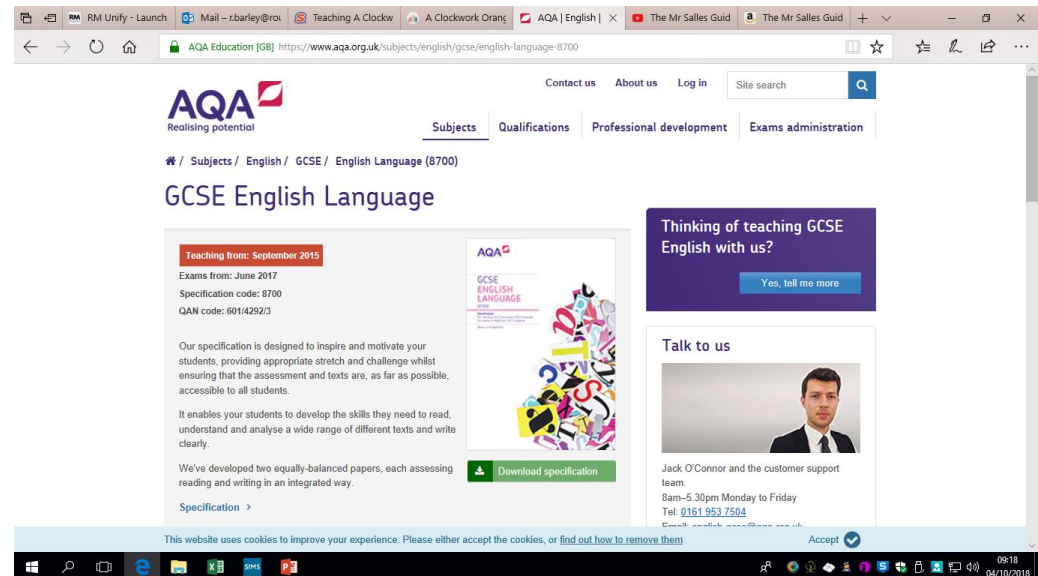 RM Unify - Launch
Mail – r.barley@rou
Teaching A Clockw
A Clockwork Orang
AQA | English |
The Mr Salles Guid
The Mr Salles Guid
AQA Education [GB] https://www.aqa.org.uk/subjects/english/gcse/english-language-8700
Contact us About us Log in Site search
AQA
Realising potential
Subjects Qualifications Professional development Exams administration
/ Subjects / English / GCSE / English Language (8700)
GCSE English Language
Teaching from: September 2015
Exams from: June 2017
Specification code: 8700
QAN code: 601/4292/3
Our specification is designed to inspire and motivate your
students, providing appropriate stretch and challenge whilst
ensuring that the assessment and texts are, as far as possible,
accessible to all students.
It enables your students to develop the skills they need to read,
understand and analyse a wide range of different texts and write
clearly.
We've developed two equally-balanced papers, each assessing
reading and writing in an integrated way.
Specification >
AQA
GCSE
ENGLISH
LANGUAGE
Download specification
Thinking of teaching GCSE
English with us?
Yes, tell me more
Talk to us
Jack O'Connor and the customer support
team.
8am–5.30pm Monday to Friday
Tel: 0161 953 7504
This website uses cookies to improve your experience. Please either accept the cookies, or find out how to remove them Accept
09:18
04/10/2018